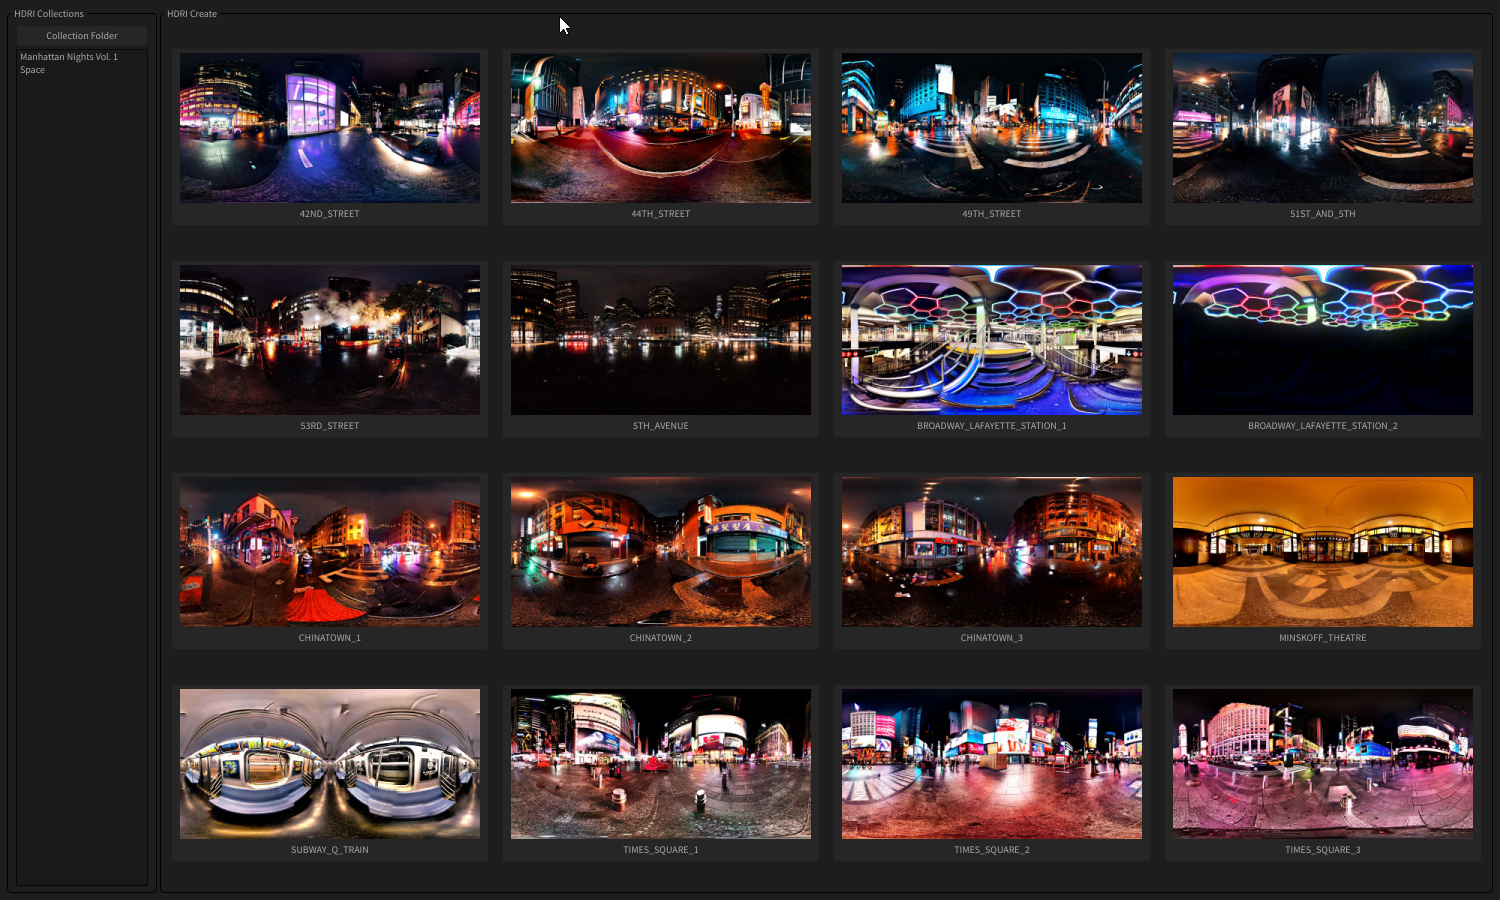 HDRI Collections
Collection Folder
Manhattan Nights Vol. 1
Space
HDRI Create
42ND_STREET
44TH_STREET
49TH_STREET
51ST_AND_5TH
53RD_STREET
5TH_AVENUE
BROADWAY_LAFAYETTE_STATION_1
BROADWAY_LAFAYETTE_STATION_2
CHINATOWN_1
CHINATOWN_2
CHINATOWN_3
MINSKOFF_THEATRE
SUBWAY_Q_TRAIN
TIMES_SQUARE_1
TIMES_SQUARE_2
TIMES_SQUARE_3